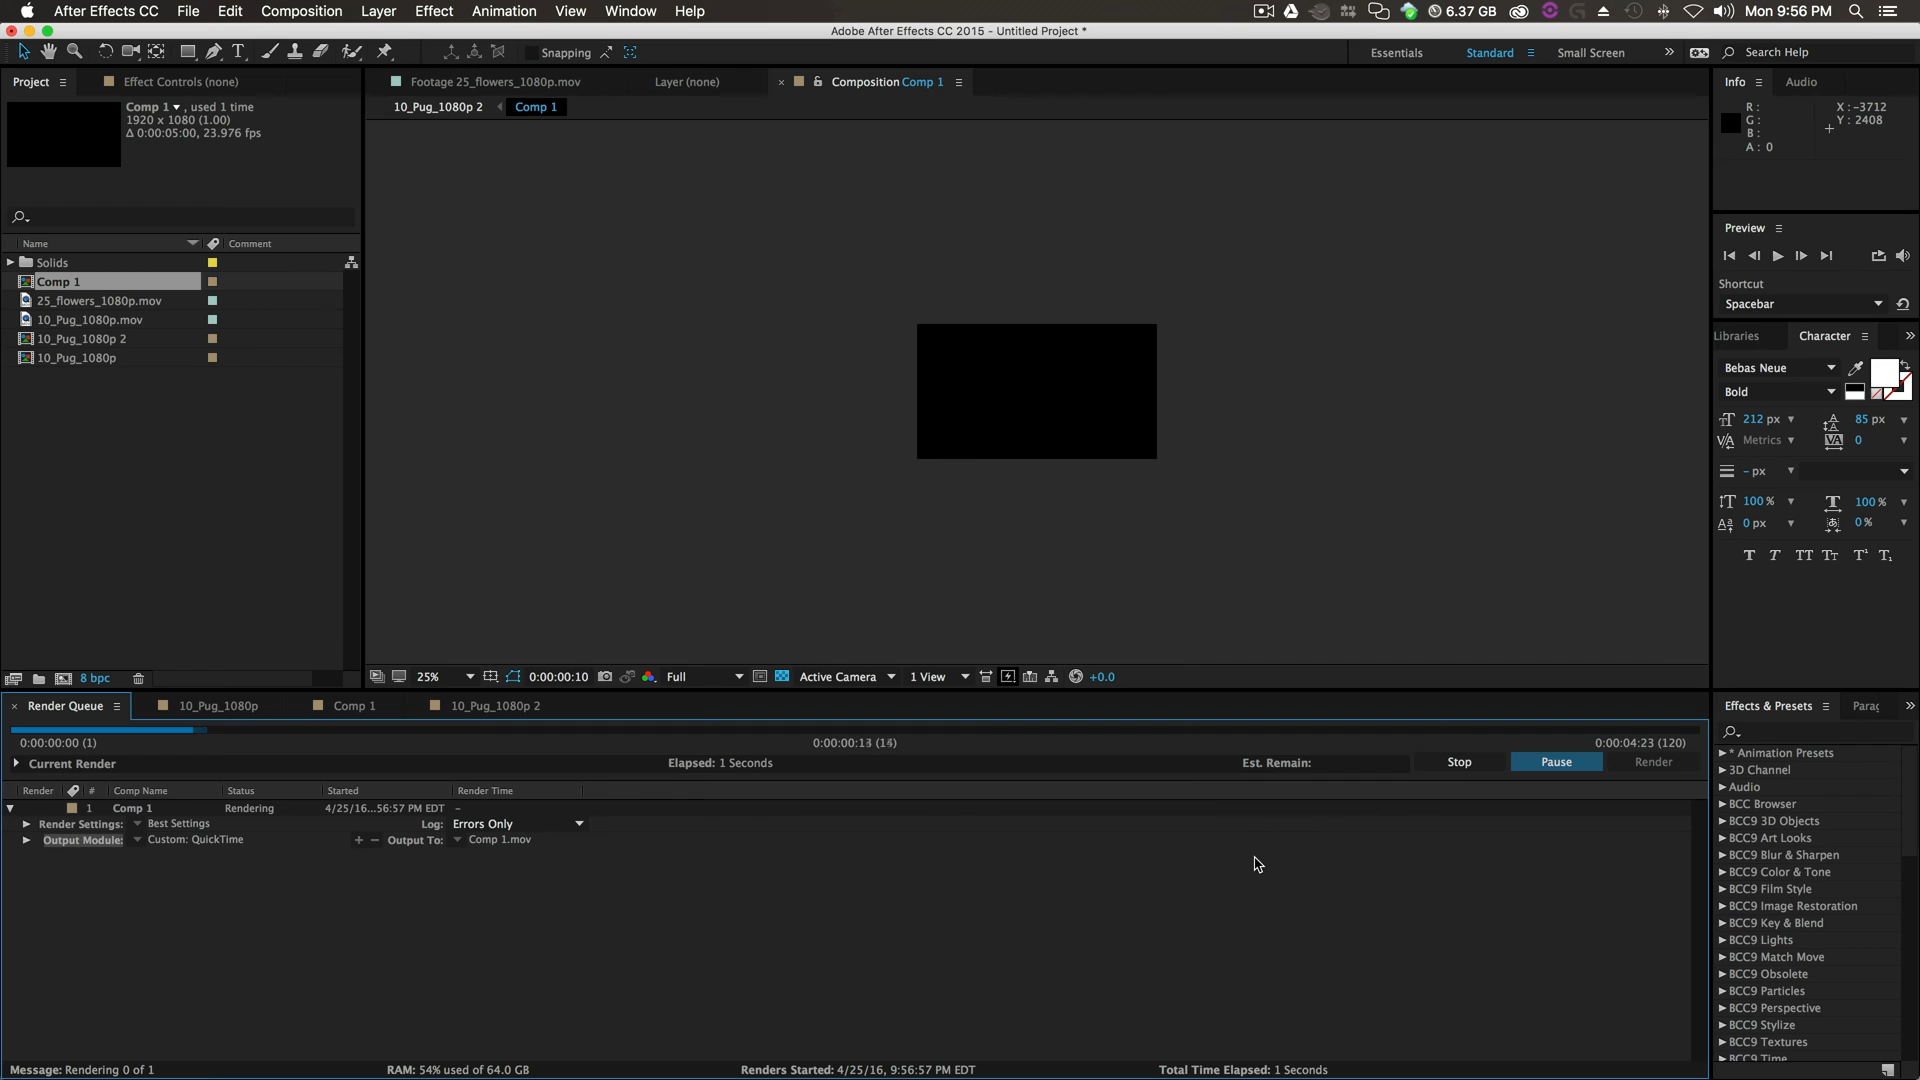 After Effects CC File Edit Composition Layer Effect Animation View Window Help 6.37 GB Mon 9:56 PM
Adobe After Effects CC 2015 - Untitled Project *
Snapping Essentials Standard Small Screen » Search Help
Project Effect Controls (none) Footage 25_flowers_1080p.mov Layer (none) × Composition Comp 1 Info Audio
Comp 1 , used 1 time
1920 x 1080 (1.00)
Δ 0:00:05:00, 23.976 fps
10_Pug_1080p 2 Comp 1
R :
G :
B :
A : 0
X : -3712
Y : 2408
Preview
Shortcut
Spacebar
Name Comment
Solids
Comp 1
25_flowers_1080p.mov
10_Pug_1080p.mov
10_Pug_1080p 2
10_Pug_1080p
Libraries Character »
Bebas Neue
Bold
212 px 85 px
Metrics 0
- px
100 % 100 %
0 px 0 %
T T TT Tt T¹ T₁
8 bpc
25% 0:00:00:10 Full Active Camera 1 View +0.0
× Render Queue 10_Pug_1080p Comp 1 10_Pug_1080p 2
0:00:00:00 (1) 0:00:00:13 (14) 0:00:04:23 (120)
Current Render Elapsed: 1 Seconds Est. Remain: Stop Pause Render
Render # Comp Name Status Started Render Time
1 Comp 1 Rendering 4/25/16...56:57 PM EDT -
Render Settings: Best Settings Log: Errors Only
Output Module: Custom: QuickTime + - Output To: Comp 1.mov
Effects & Presets Parag »
* Animation Presets
3D Channel
Audio
BCC Browser
BCC9 3D Objects
BCC9 Art Looks
BCC9 Blur & Sharpen
BCC9 Color & Tone
BCC9 Film Style
BCC9 Image Restoration
BCC9 Key & Blend
BCC9 Lights
BCC9 Match Move
BCC9 Obsolete
BCC9 Particles
BCC9 Perspective
BCC9 Stylize
BCC9 Textures
BCC9 Time
Message: Rendering 0 of 1 RAM: 54% used of 64.0 GB Renders Started: 4/25/16, 9:56:57 PM EDT Total Time Elapsed: 1 Seconds